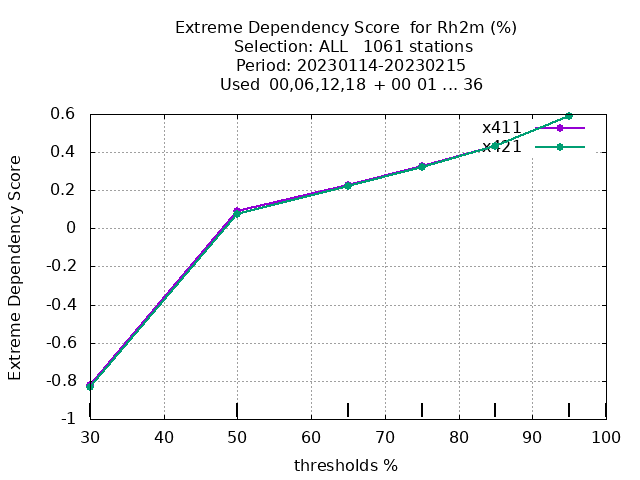 Extreme Dependency Score  for Rh2m (%)
Selection: ALL   1061 stations
Period: 20230114-20230215
Used  00,06,12,18  + 00 01 ... 36
Extreme Dependency Score
0.6
0.4
0.2
0
-0.2
-0.4
-0.6
-0.8
-1
x411
x421
30 40 50 60 70 80 90 100
thresholds %